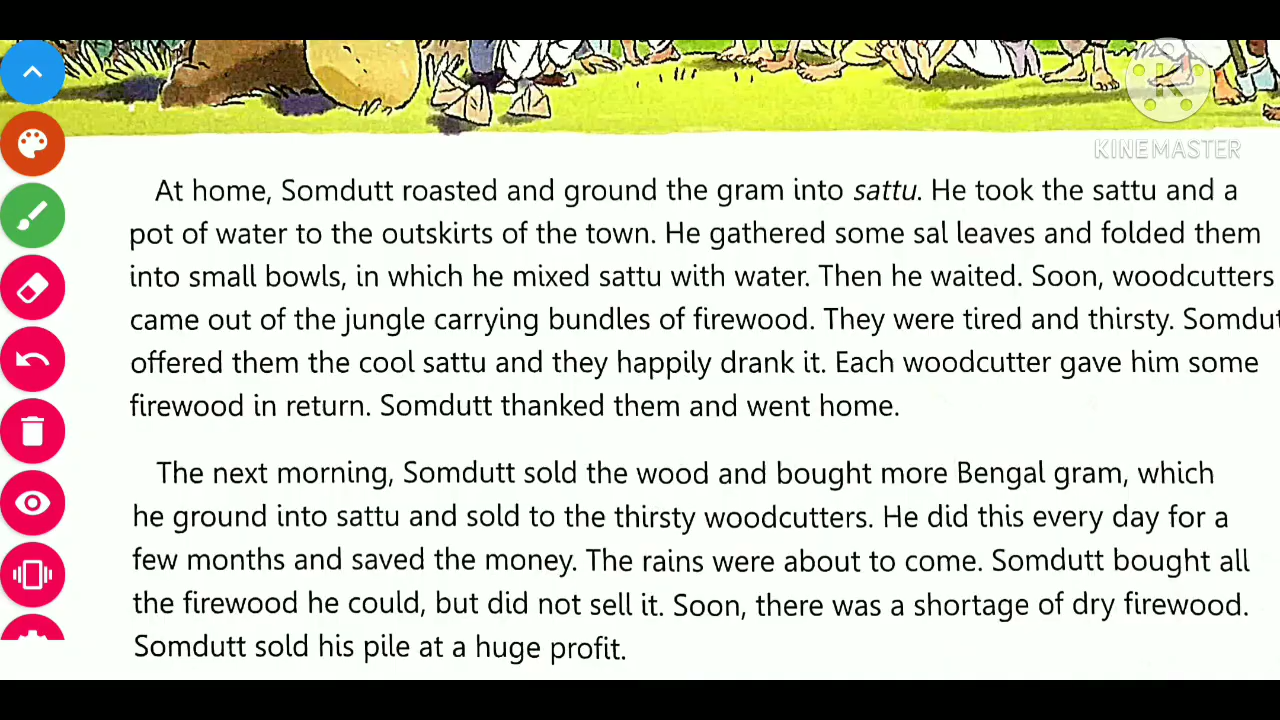 KINEMASTER
At home, Somdutt roasted and ground the gram into sattu. He took the sattu and a
pot of water to the outskirts of the town. He gathered some sal leaves and folded them
into small bowls, in which he mixed sattu with water. Then he waited. Soon, woodcutters
came out of the jungle carrying bundles of firewood. They were tired and thirsty. Somdut
offered them the cool sattu and they happily drank it. Each woodcutter gave him some
firewood in return. Somdutt thanked them and went home.
The next morning, Somdutt sold the wood and bought more Bengal gram, which
he ground into sattu and sold to the thirsty woodcutters. He did this every day for a
few months and saved the money. The rains were about to come. Somdutt bought all
the firewood he could, but did not sell it. Soon, there was a shortage of dry firewood.
Somdutt sold his pile at a huge profit.